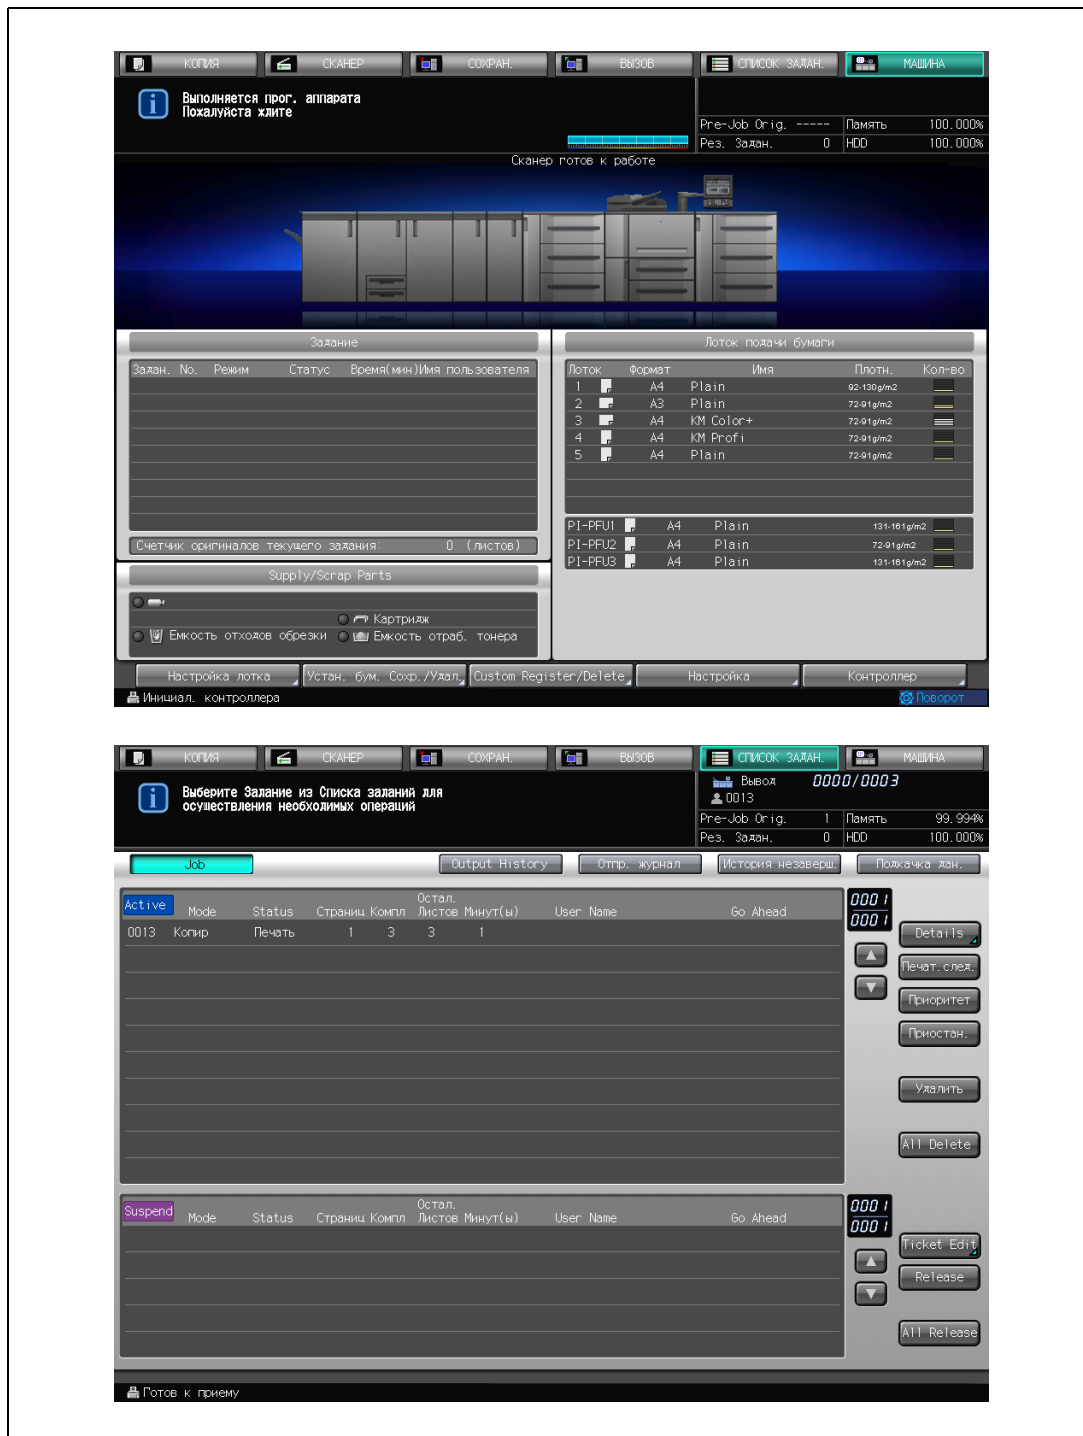 КОПИЯ СКАНЕР СОХРАН. ВЫЗОВ СПИСОК ЗАДАН. МАШИНА
Выполняется прог. аппарата
Пожалуйста ждите
Pre-Job Orig. ----- Память 100.000%
Рез. Задан. 0 HDD 100.000%
Сканер готов к работе
Задание
Задан. No. Режим Статус Время(мин)Имя пользователя
Счетчик оригиналов текущего задания: 0 (листов)
Supply/Scrap Parts
Картридж
Емкость отходов обрезки Емкость отраб. тонера
Лоток подачи бумаги
Лоток Формат Имя Плотн. Кол-во
1 A4 Plain 92-130g/m2
2 A3 Plain 72-91g/m2
3 A4 KM Color+ 72-91g/m2
4 A4 KM Profi 72-91g/m2
5 A4 Plain 72-91g/m2
PI-PFU1 A4 Plain 131-161g/m2
PI-PFU2 A4 Plain 72-91g/m2
PI-PFU3 A4 Plain 131-161g/m2
Настройка лотка Устан. бум. Сохр./Удал. Custom Register/Delete Настройка Контроллер
Инициал. контроллера Поворот
КОПИЯ СКАНЕР СОХРАН. ВЫЗОВ СПИСОК ЗАДАН. МАШИНА
Выберите Задание из Списка заданий для
осуществления необходимых операций
Вывод 0000/0003
0013
Pre-Job Orig. 1 Память 99.994%
Рез. Задан. 0 HDD 100.000%
Job Output History Отпр. журнал История незаверш. Подкачка дан.
Active Mode Status Страниц Компл Остал. Листов Минут(ы) User Name Go Ahead
0013 Копир Печать 1 3 3 1
0001
0001
Details
Печат.след.
Приоритет
Приостан.
Удалить
All Delete
Suspend Mode Status Страниц Компл Остал. Листов Минут(ы) User Name Go Ahead
0001
0001
Ticket Edit
Release
All Release
Готов к приему